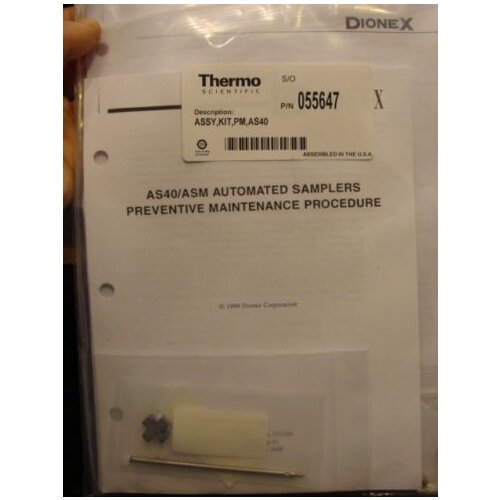 DIONEX
Thermo
SCIENTIFIC
S/O
P/N 055647
X
Description:
ASSY,KIT,PM,AS40
ASSEMBLED IN THE U.S.A.
AS40/ASM AUTOMATED SAMPLERS
PREVENTIVE MAINTENANCE PROCEDURE
© 1999 Dionex Corporation